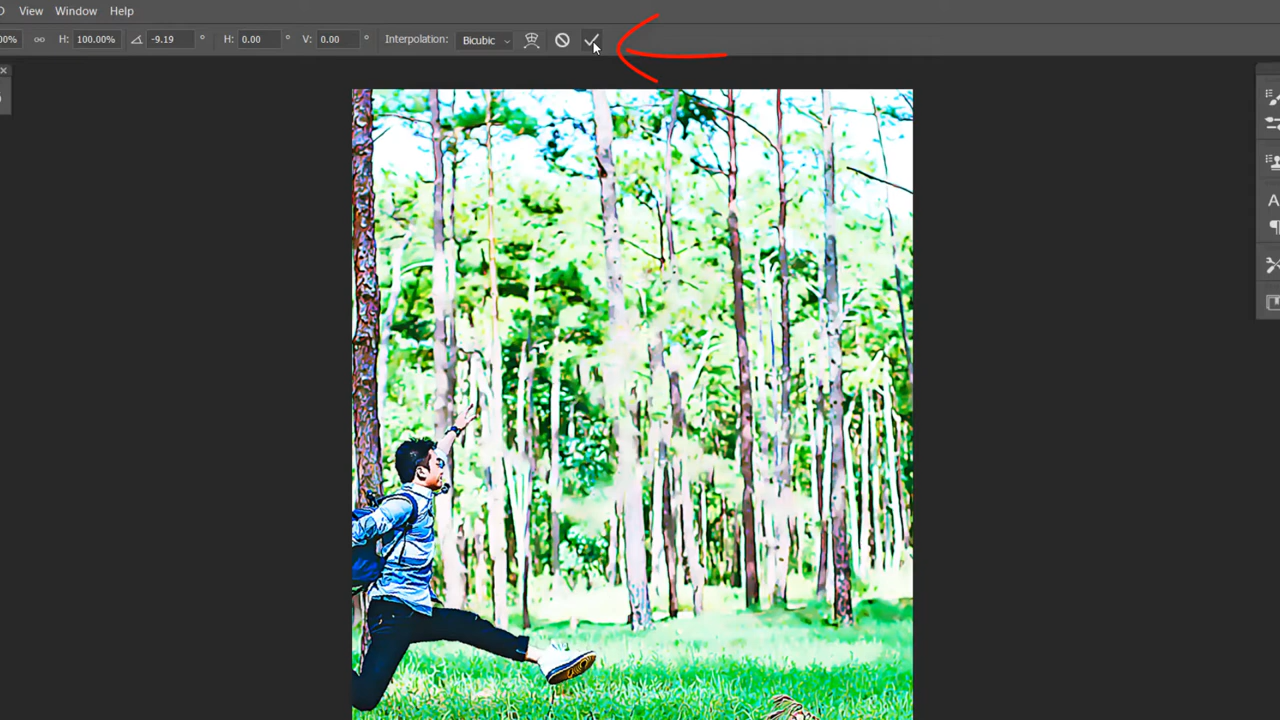 View Window Help
00% H: 100.00% -9.19 ° H: 0.00 ° V: 0.00 ° Interpolation: Bicubic
A